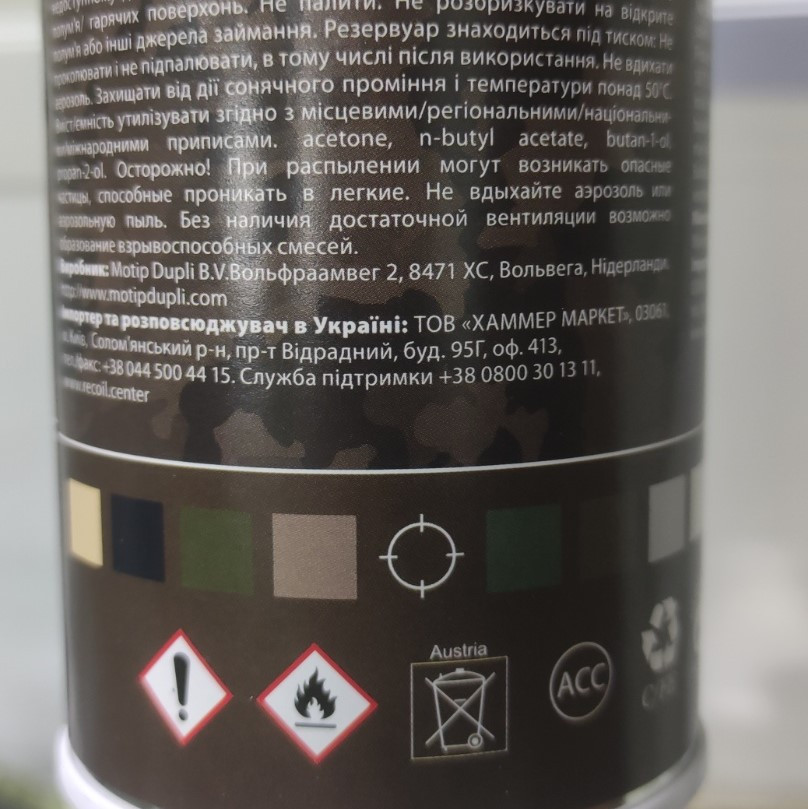 полум'я/ гарячих поверхонь. Не палити. Не розбризкувати на відкрите
полум'я або інші джерела займання. Резервуар знаходиться під тиском: Не
проколювати і не підпалювати, в тому числі після використання. Не вдихати
аерозоль. Захищати від дії сонячного проміння і температури понад 50°C.
Вміст/ємність утилізувати згідно з місцевими/регіональними/національни-
приписами. acetone, n-butyl acetate, butan-1-ol,
propan-2-ol. Осторожно! При распылении могут возникать опасные
частицы, способные проникать в легкие. Не вдыхайте аэрозоль или
аэрозольную пыль. Без наличия достаточной вентиляции возможно
образование взрывоспособных смесей.
Виробник: Motip Dupli B.V.Вольфраамвег 2, 8471 XC, Вольвега, Нідерланди.
http://www.motipdupli.com
Імпортер та розповсюджувач в Україні: ТОВ «ХАММЕР МАРКЕТ», 03061,
м. Київ, Солом'янський р-н, пр-т Відрадний, буд. 95Г, оф. 413,
тел./факс: +38 044 500 44 15. Служба підтримки +38 0800 30 13 11,
www.recoil.center
Austria
ACC